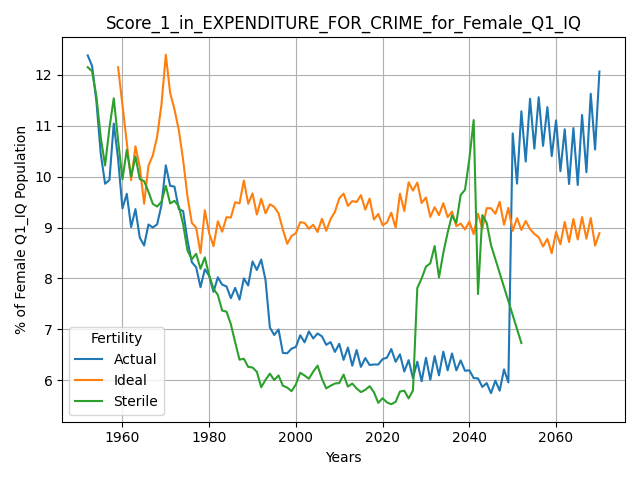 Score_1_in_EXPENDITURE_FOR_CRIME_for_Female_Q1_IQ
% of Female Q1_IQ Population
12
11
10
9
8
7
6
Fertility
Actual
Ideal
Sterile
1960 1980 2000 2020 2040 2060
Years